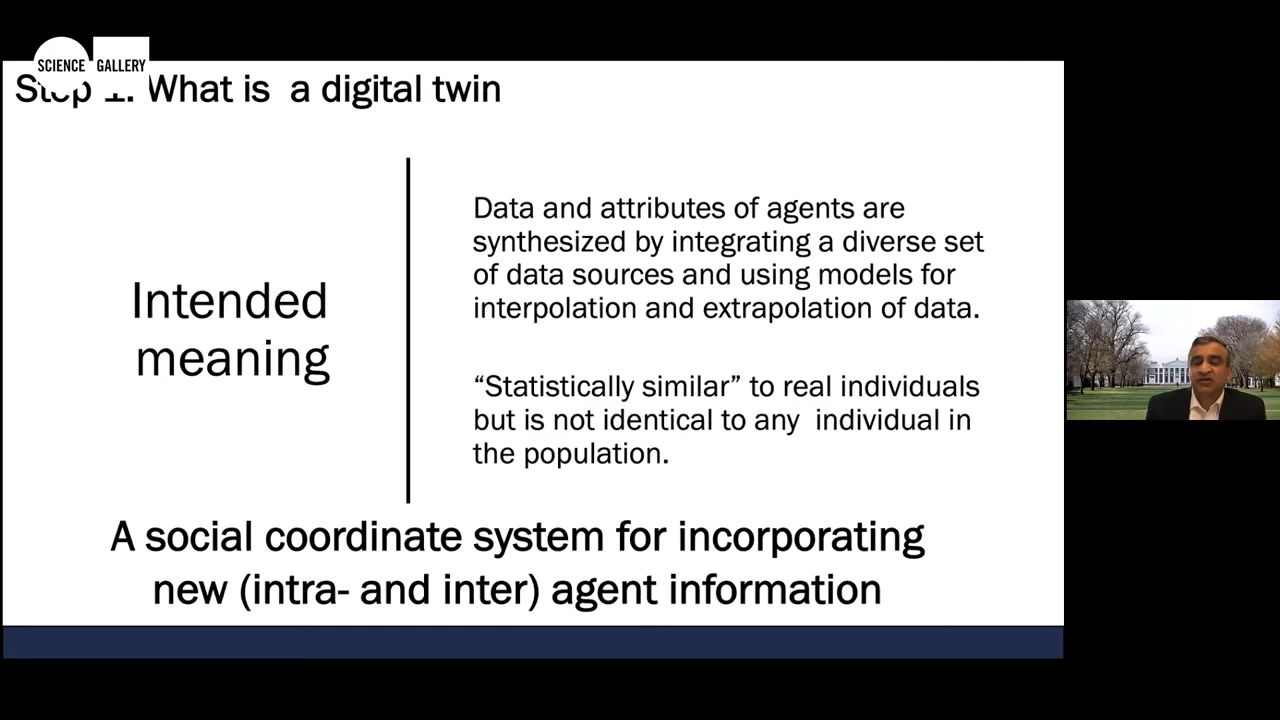 SCIENCE GALLERY
Step 1. What is a digital twin
Intended
meaning
Data and attributes of agents are
synthesized by integrating a diverse set
of data sources and using models for
interpolation and extrapolation of data.
“Statistically similar” to real individuals
but is not identical to any individual in
the population.
A social coordinate system for incorporating
new (intra- and inter) agent information